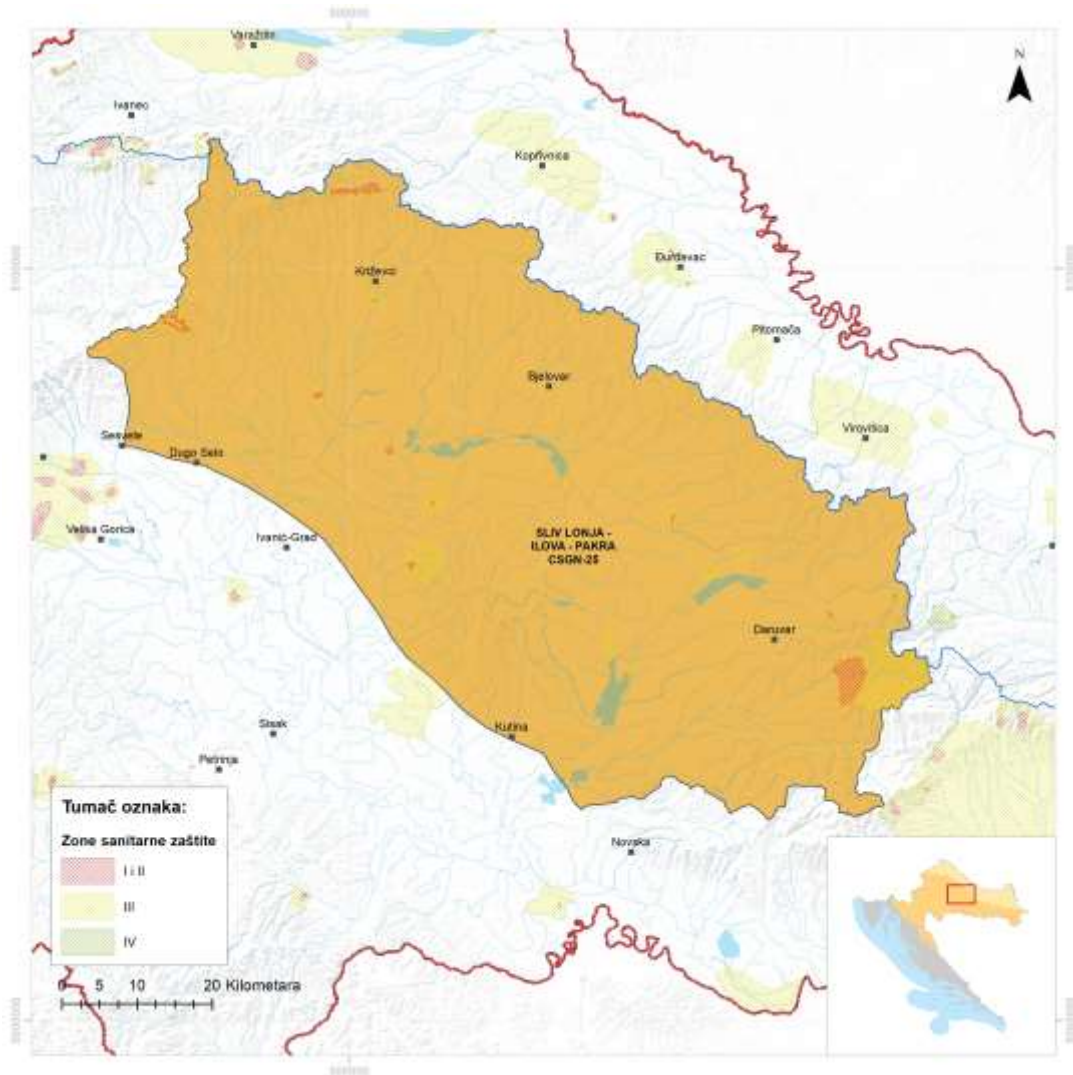 Varaždin
N
Ivanec
Koprivnica
Đurđevac
Križevci
Pitomača
Bjelovar
Virovitica
Sesvete
Dugo Selo
Velika Gorica
Ivanić-Grad
SLIV LONJA -
ILOVA - PAKRA
CSGN-25
Daruvar
Sisak
Kutina
Petrinja
Novska
Tumač oznaka:
Zone sanitarne zaštite
I i II
III
IV
0 5 10 20 Kilometara